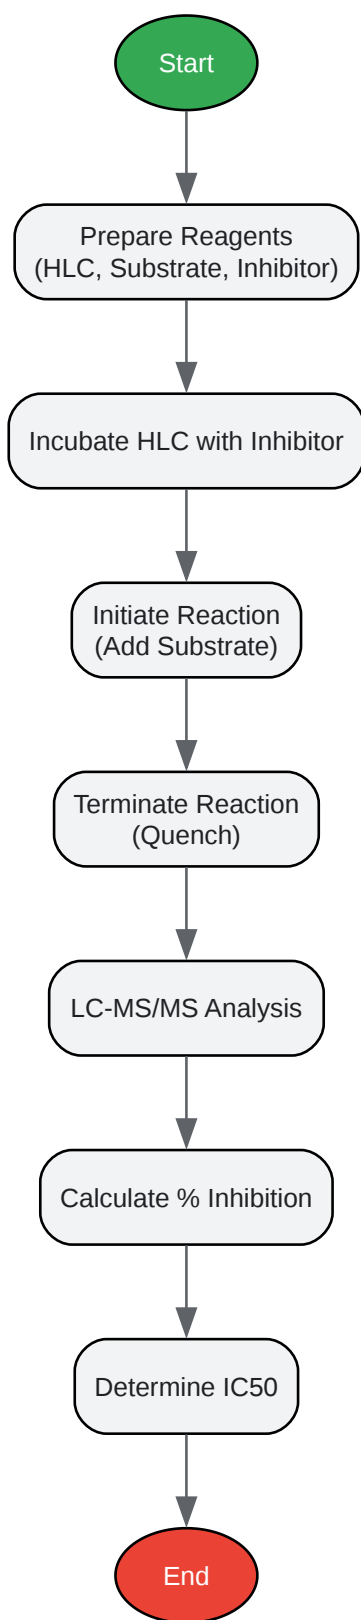 Start
Prepare Reagents
(HLC, Substrate, Inhibitor)
Incubate HLC with Inhibitor
Initiate Reaction
(Add Substrate)
Terminate Reaction
(Quench)
LC-MS/MS Analysis
Calculate % Inhibition
Determine IC50
End